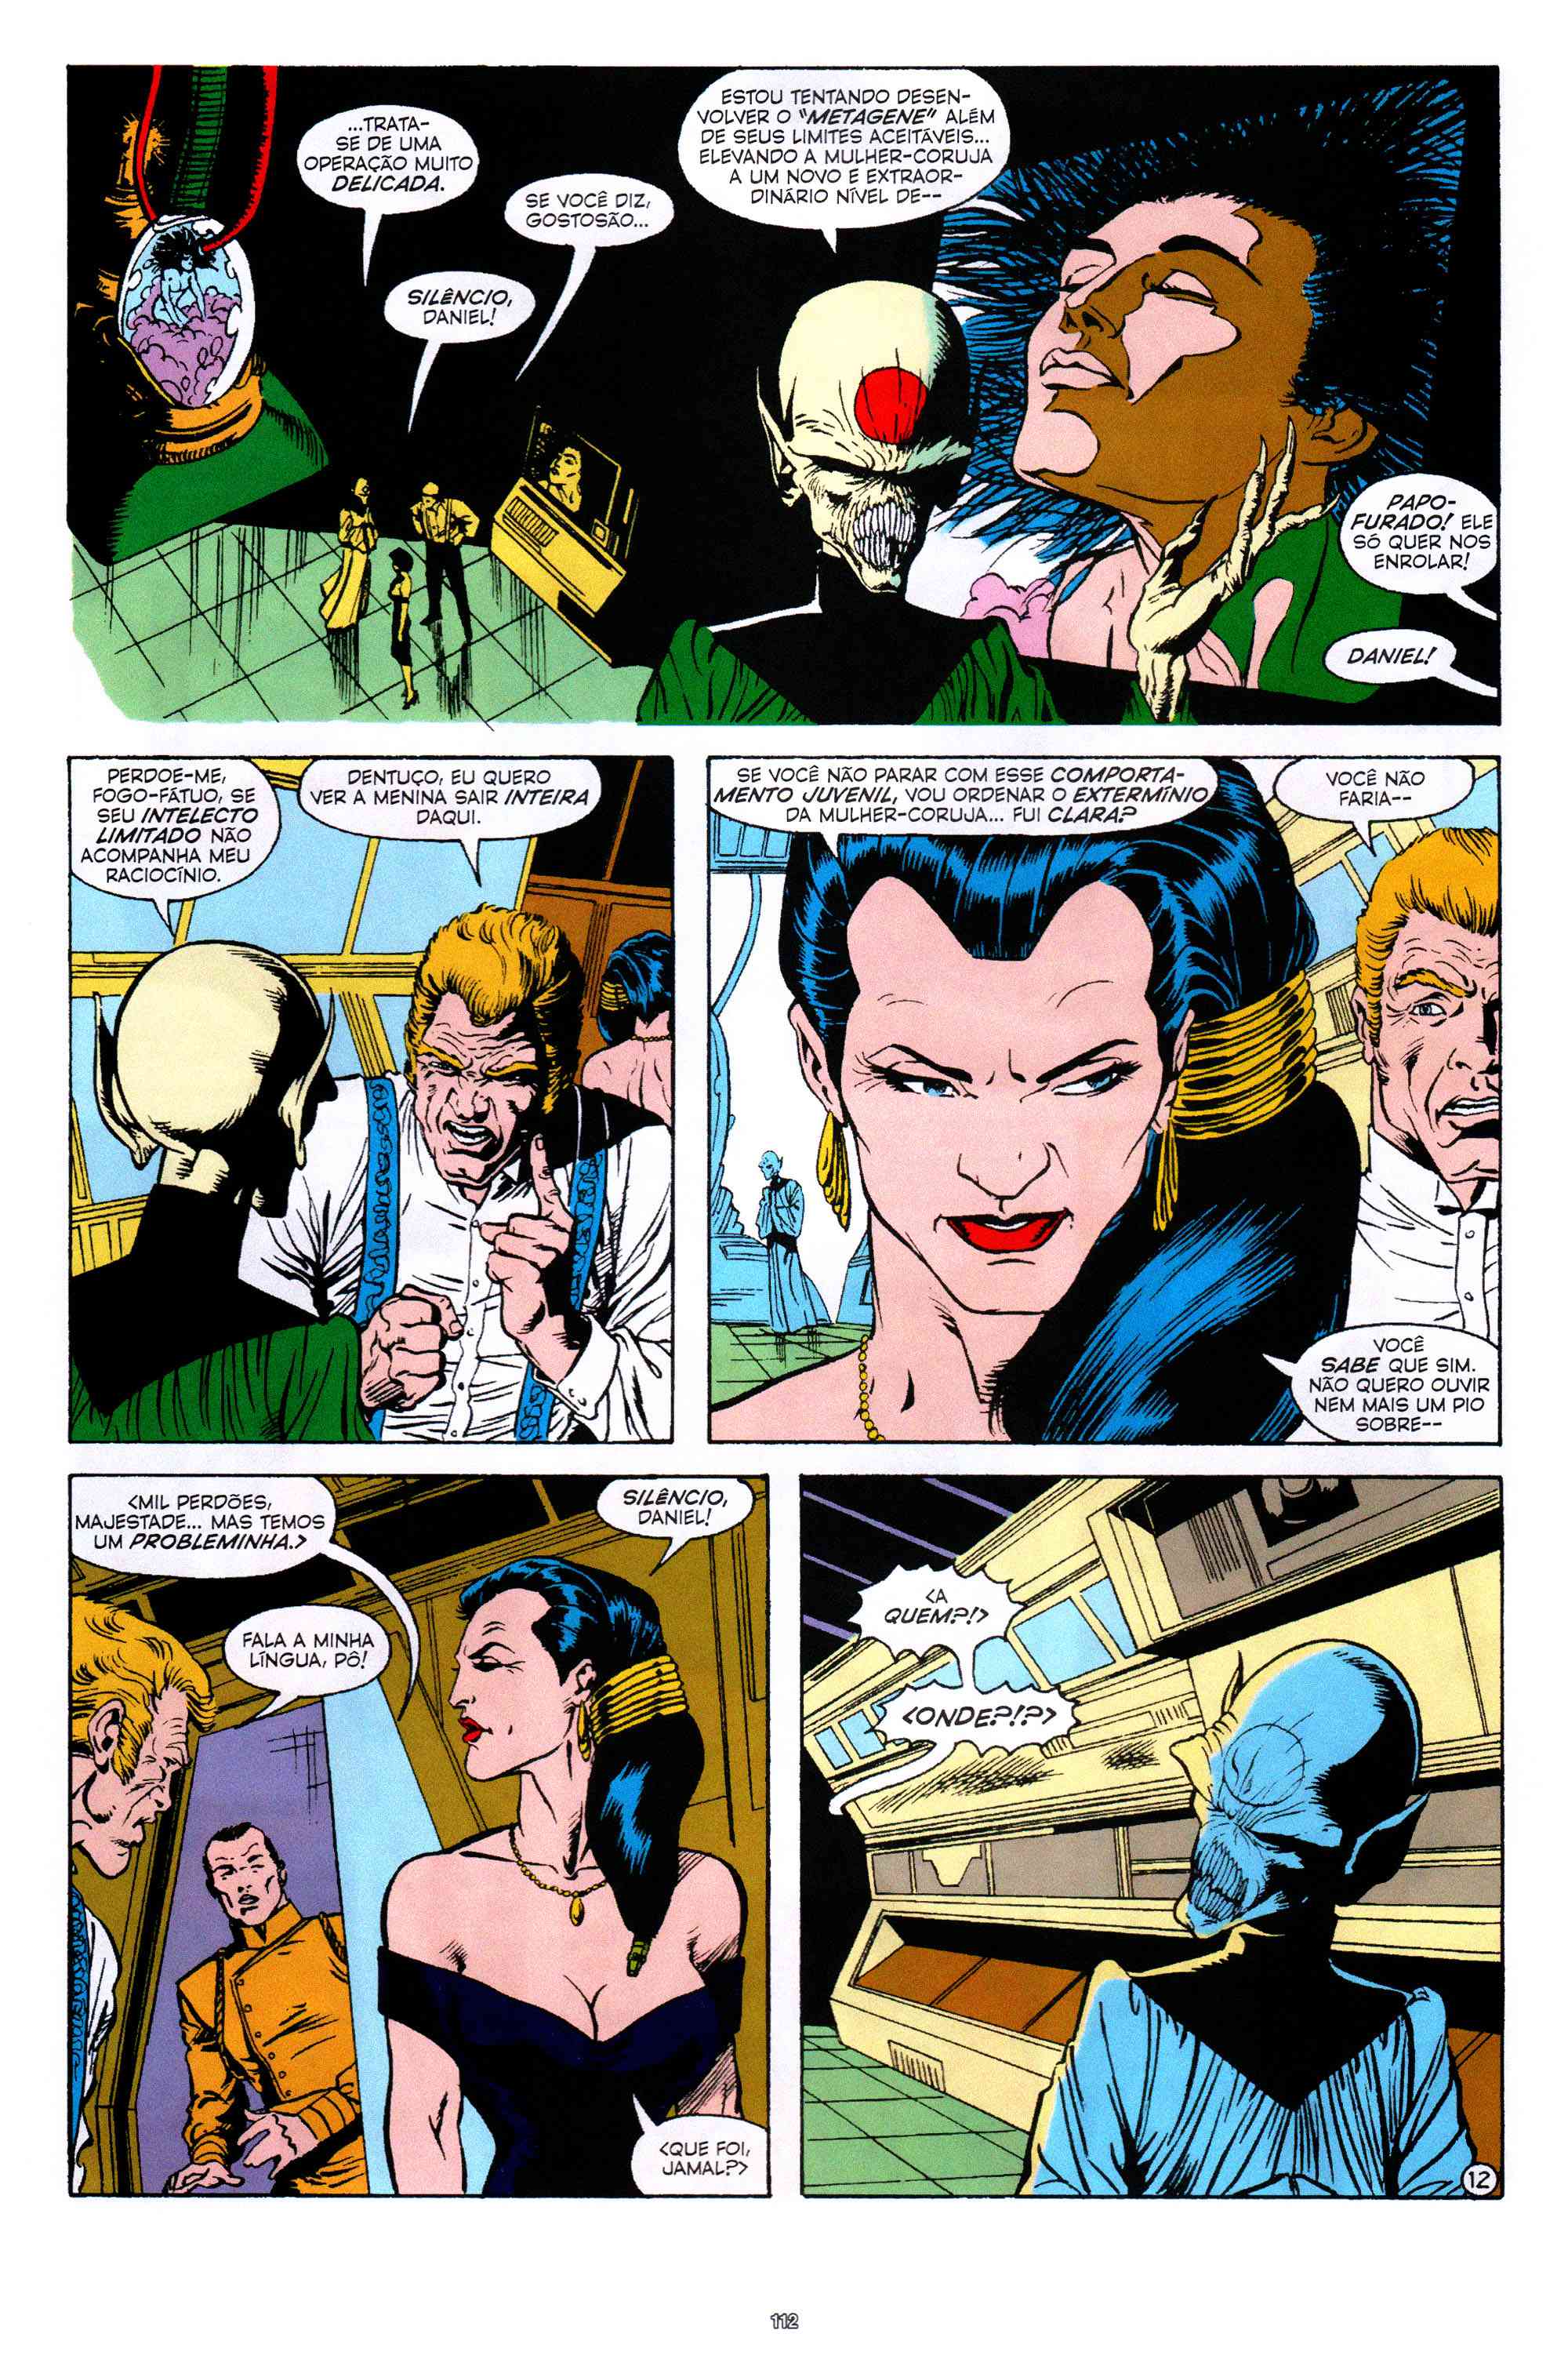 ...TRATA-
SE DE UMA
OPERAÇÃO MUITO
DELICADA.
SE VOCÊ DIZ,
GOSTOSÃO...
SILÊNCIO,
DANIEL!
ESTOU TENTANDO DESEN-
VOLVER O "METAGENE" ALÉM
DE SEUS LIMITES ACEITÁVEIS...
ELEVANDO A MULHER-CORUJA
A UM NOVO E EXTRAOR-
DINÁRIO NÍVEL DE--
PAPO-
FURADO! ELE
SÓ QUER NOS
ENROLAR!
DANIEL!
PERDOE-ME,
FOGO-FÁTUO, SE
SEU INTELECTO
LIMITADO NÃO
ACOMPANHA MEU
RACIOCÍNIO.
DENTUÇO, EU QUERO
VER A MENINA SAIR INTEIRA
DAQUI.
SE VOCÊ NÃO PARAR COM ESSE COMPORTA-
MENTO JUVENIL, VOU ORDENAR O EXTERMÍNIO
DA MULHER-CORUJA... FUI CLARA?
VOCÊ NÃO
FARIA--
VOCÊ
SABE QUE SIM.
NÃO QUERO OUVIR
NEM MAIS UM PIO
SOBRE--
<MIL PERDÕES,
MAJESTADE... MAS TEMOS
UM PROBLEMINHA.>
FALA A MINHA
LÍNGUA, PÔ!
SILÊNCIO,
DANIEL!
<QUE FOI,
JAMAL?>
<A
QUEM?!>
<ONDE?!?>
12
112